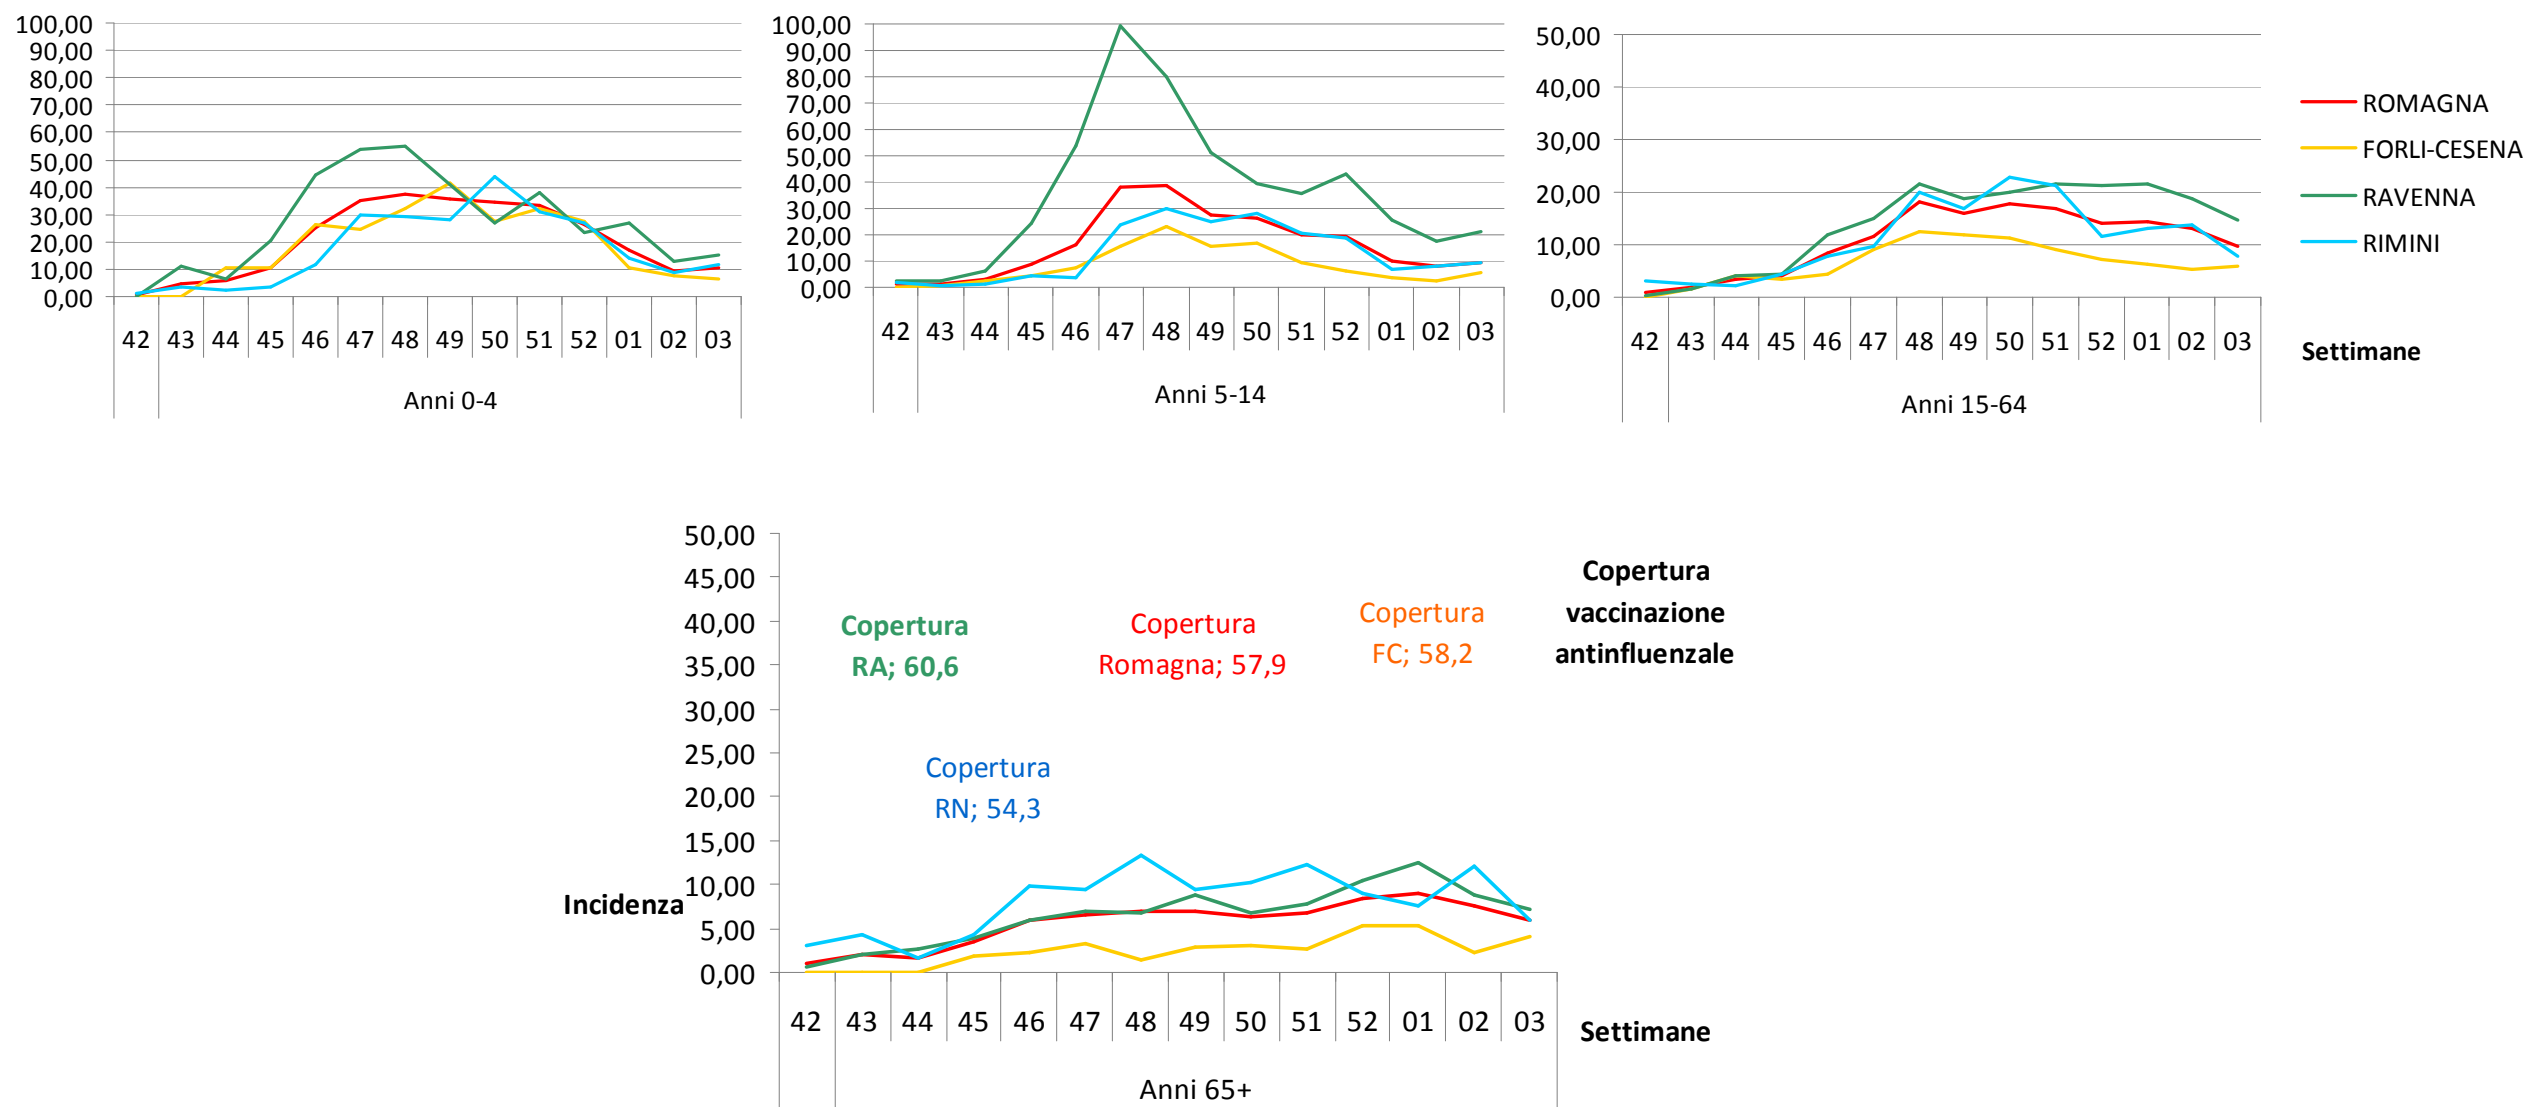 100,00
90,00
80,00
70,00
60,00
50,00
40,00
30,00
20,00
10,00
0,00
42 43 44 45 46 47 48 49 50 51 52 01 02 03
Anni 0-4
100,00
90,00
80,00
70,00
60,00
50,00
40,00
30,00
20,00
10,00
0,00
42 43 44 45 46 47 48 49 50 51 52 01 02 03
Anni 5-14
50,00
40,00
30,00
20,00
10,00
0,00
42 43 44 45 46 47 48 49 50 51 52 01 02 03
Anni 15-64
ROMAGNA
FORLI-CESENA
RAVENNA
RIMINI
Settimane
50,00
45,00
40,00
35,00
30,00
25,00
20,00
15,00
10,00
5,00
0,00
Incidenza
Copertura
RA; 60,6
Copertura
Romagna; 57,9
Copertura
FC; 58,2
Copertura
vaccinazione
antinfluenzale
Copertura
RN; 54,3
42 43 44 45 46 47 48 49 50 51 52 01 02 03
Settimane
Anni 65+